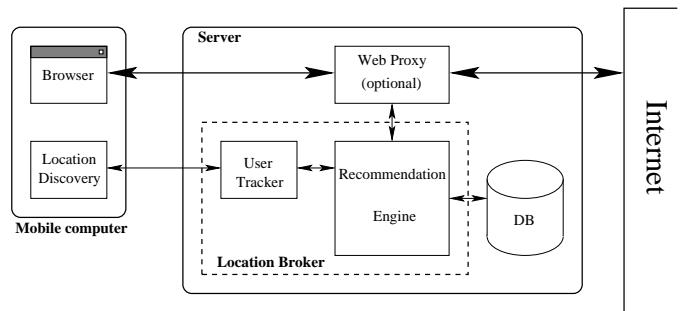 Server
Browser
Web Proxy
(optional)
Internet
Location
Discovery
User
Tracker
Recommendation
Engine
DB
Mobile computer
Location Broker